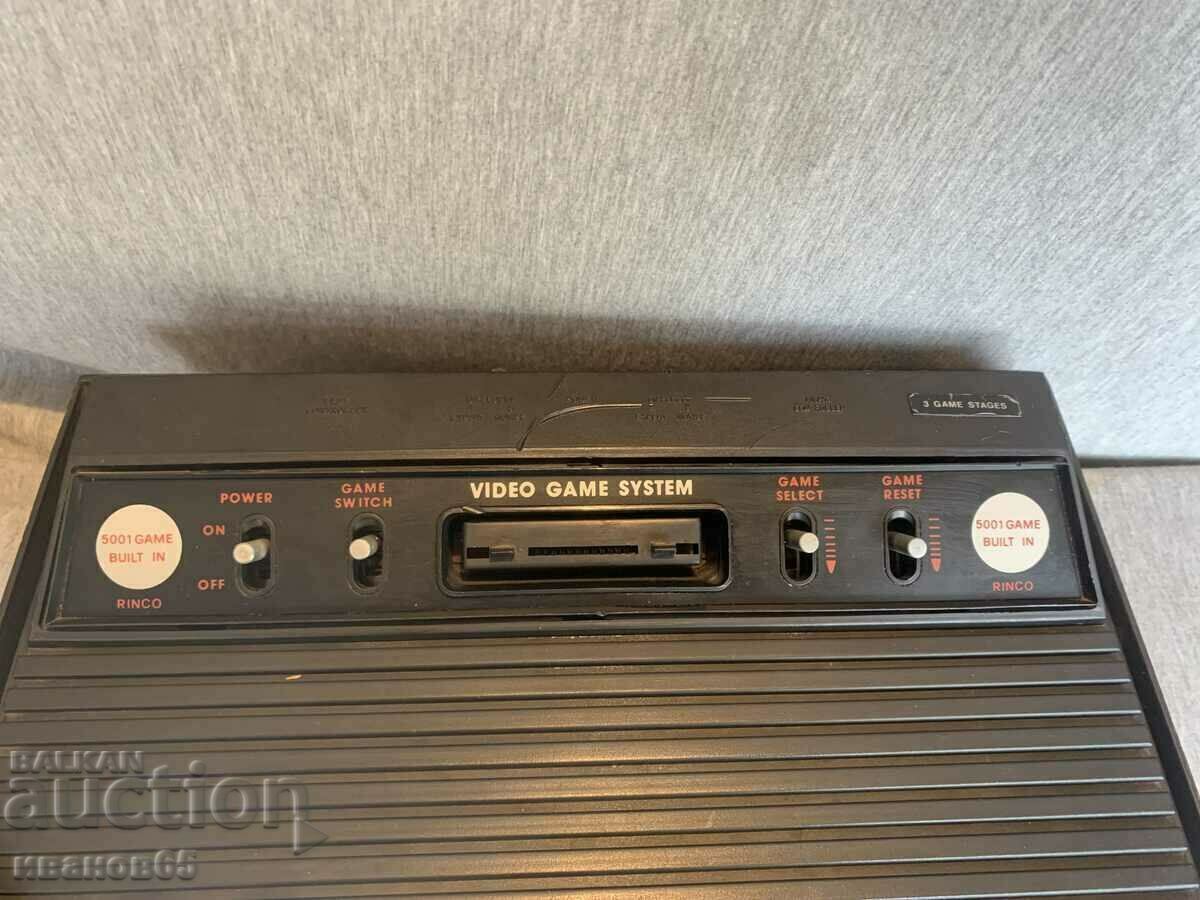 3 GAME STAGES
POWER
ON
OFF
GAME
SWITCH
VIDEO GAME SYSTEM
GAME
SELECT
GAME
RESET
5001 GAME
BUILT IN
RINCO
5001 GAME
BUILT IN
RINCO
BALKAN
auction
ИВАНОВ65